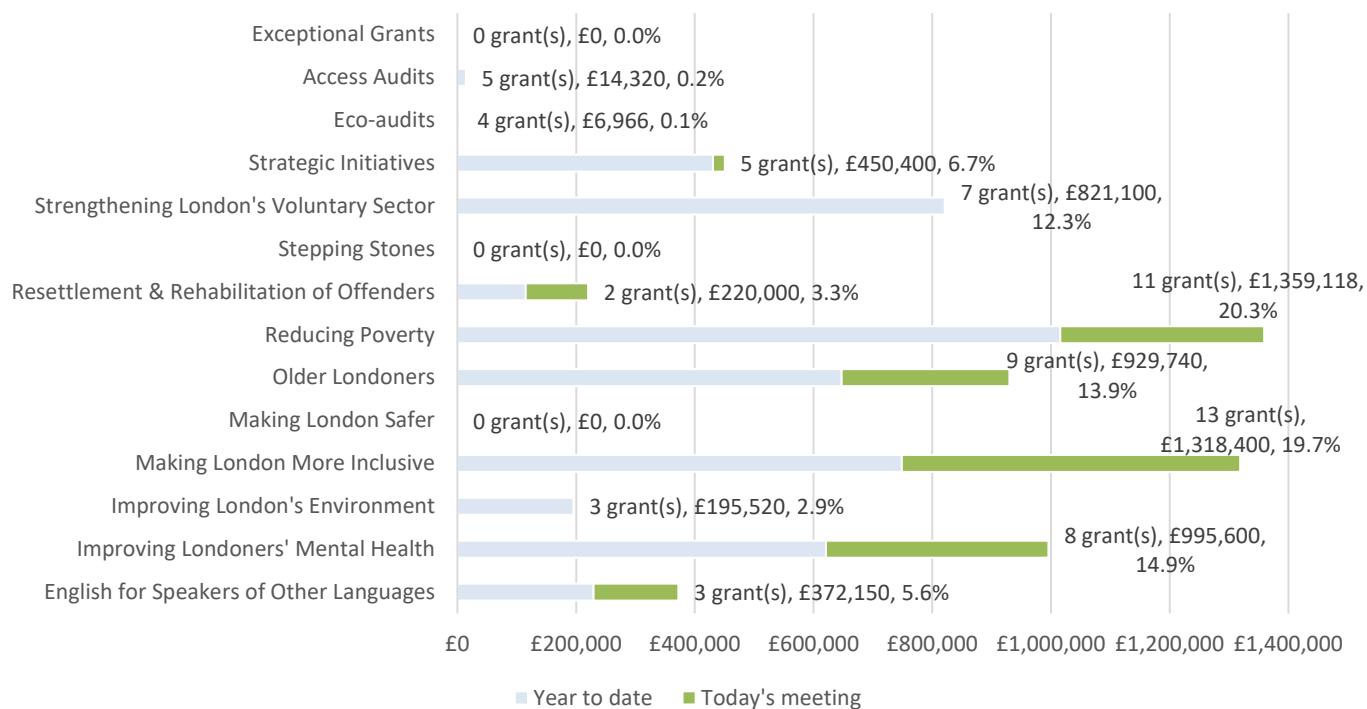 Exceptional Grants
0 grant(s), £0, 0.0%
Access Audits
5 grant(s), £14,320, 0.2%
Eco-audits
4 grant(s), £6,966, 0.1%
Strategic Initiatives
5 grant(s), £450,400, 6.7%
Strengthening London's Voluntary Sector
7 grant(s), £821,100,
12.3%
Stepping Stones
0 grant(s), £0, 0.0%
Resettlement & Rehabilitation of Offenders
2 grant(s), £220,000, 3.3%
11 grant(s), £1,359,118,
20.3%
Reducing Poverty
Older Londoners
9 grant(s), £929,740,
13.9%
Making London Safer
0 grant(s), £0, 0.0%
13 grant(s),
£1,318,400, 19.7%
Making London More Inclusive
Improving London's Environment
3 grant(s), £195,520, 2.9%
Improving Londoners' Mental Health
8 grant(s), £995,600,
14.9%
English for Speakers of Other Languages
3 grant(s), £372,150, 5.6%
£0 £200,000 £400,000 £600,000 £800,000 £1,000,000 £1,200,000 £1,400,000
Year to date Today's meeting